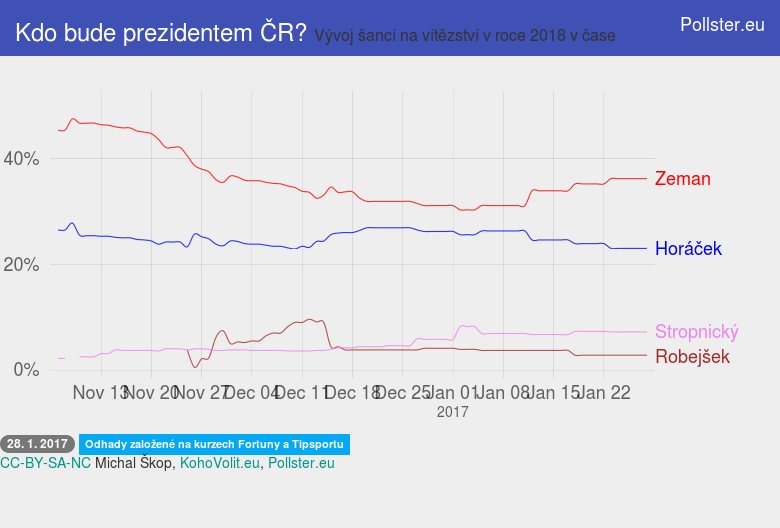 Kdo bude prezidentem ČR? Vývoj šancí na vítězství v roce 2018 v čase
Pollster.eu
40%
20%
0%
Zeman
Horáček
Stropnický
Robejšek
Nov 13 Nov 20 Nov 27 Dec 04 Dec 11 Dec 18 Dec 25 Jan 01 Jan 08 Jan 15 Jan 22
2017
28. 1. 2017 Odhady založené na kurzech Fortuny a Tipsportu
CC-BY-SA-NC Michal Škop, KohoVolit.eu, Pollster.eu